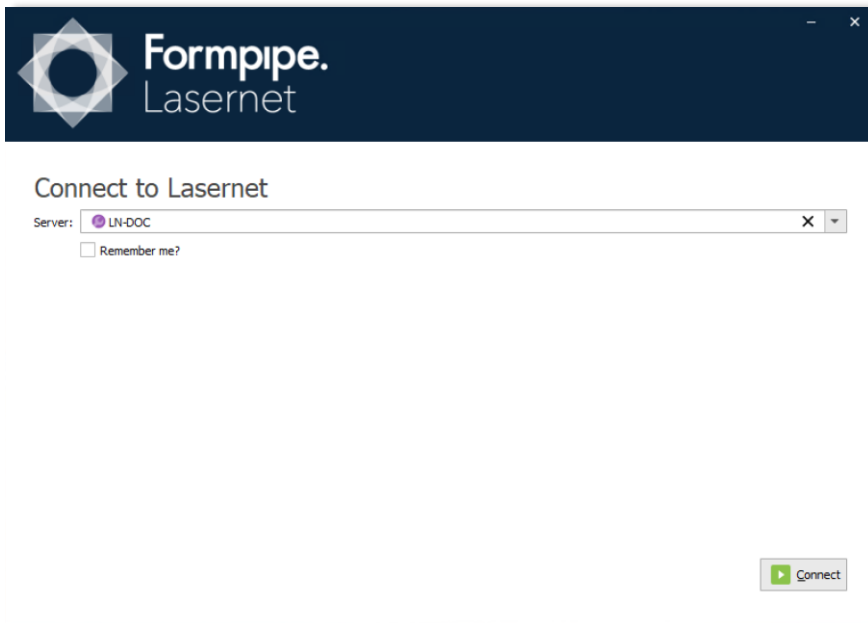 Formpipe.
Lasernet
Connect to Lasernet
Server: LN-DOC
Remember me?
Connect